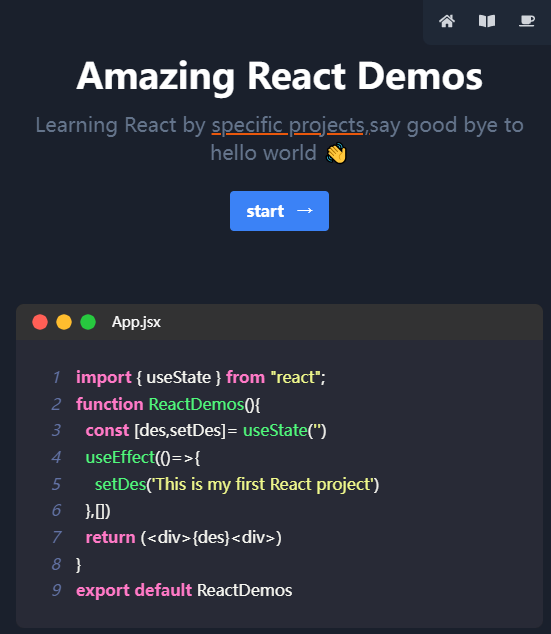 Amazing React Demos
Learning React by specific projects,say good bye to
hello world 👋
start →
App.jsx
1 import { useState } from "react";
2 function ReactDemos(){
3 const [des,setDes]= useState('')
4 useEffect(()=>{
5 setDes('This is my first React project')
6 },[])
7 return (<div>{des}<div>)
8 }
9 export default ReactDemos